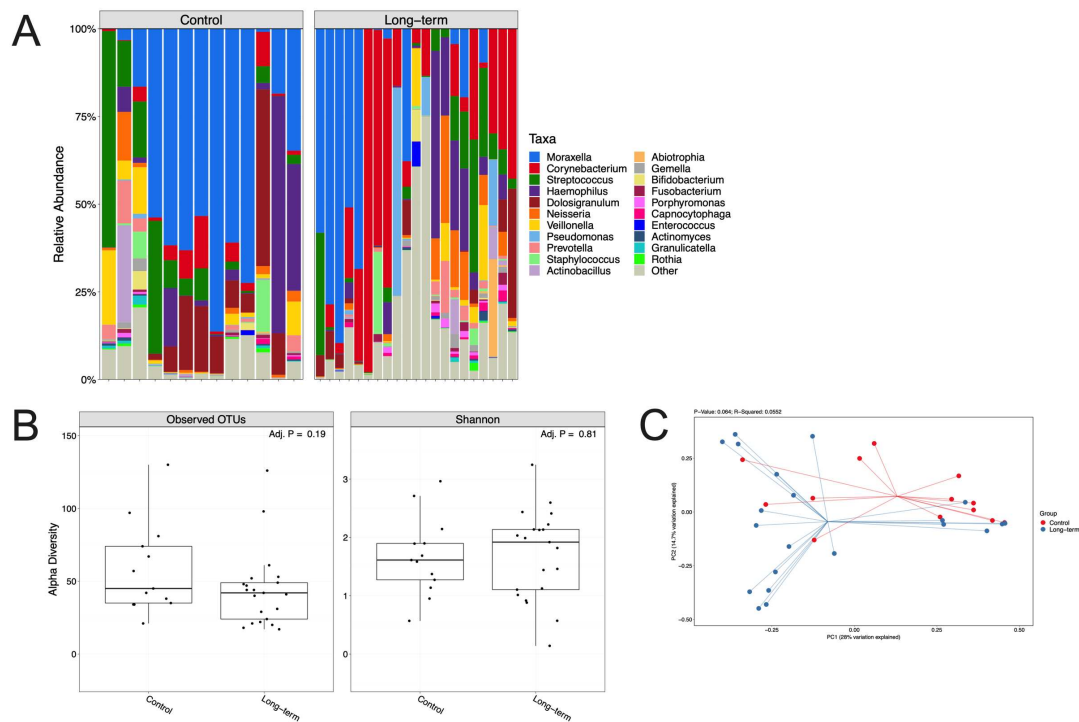 A
Control
Long-term
100%
75%
50%
25%
0%
Relative Abundance
Taxa
Moraxella
Corynebacterium
Streptococcus
Haemophilus
Dolosigranulum
Neisseria
Veillonella
Pseudomonas
Prevotella
Staphylococcus
Actinobacillus
Abiotrophia
Gemella
Bifidobacterium
Fusobacterium
Porphyromonas
Capnocytophaga
Enterococcus
Actinomyces
Granulicatella
Rothia
Other
B
Observed OTUs
Adj. P = 0.19
150
100
50
0
Alpha Diversity
Control
Long-term
Shannon
Adj. P = 0.81
3
2
1
0
Control
Long-term
C
P-Value: 0.064; R-Squared: 0.0552
0.25
0.00
-0.25
-0.50
PC2 (14.7% variation explained)
-0.25
0.00
0.25
0.50
PC1 (28% variation explained)
Group
Control
Long-term